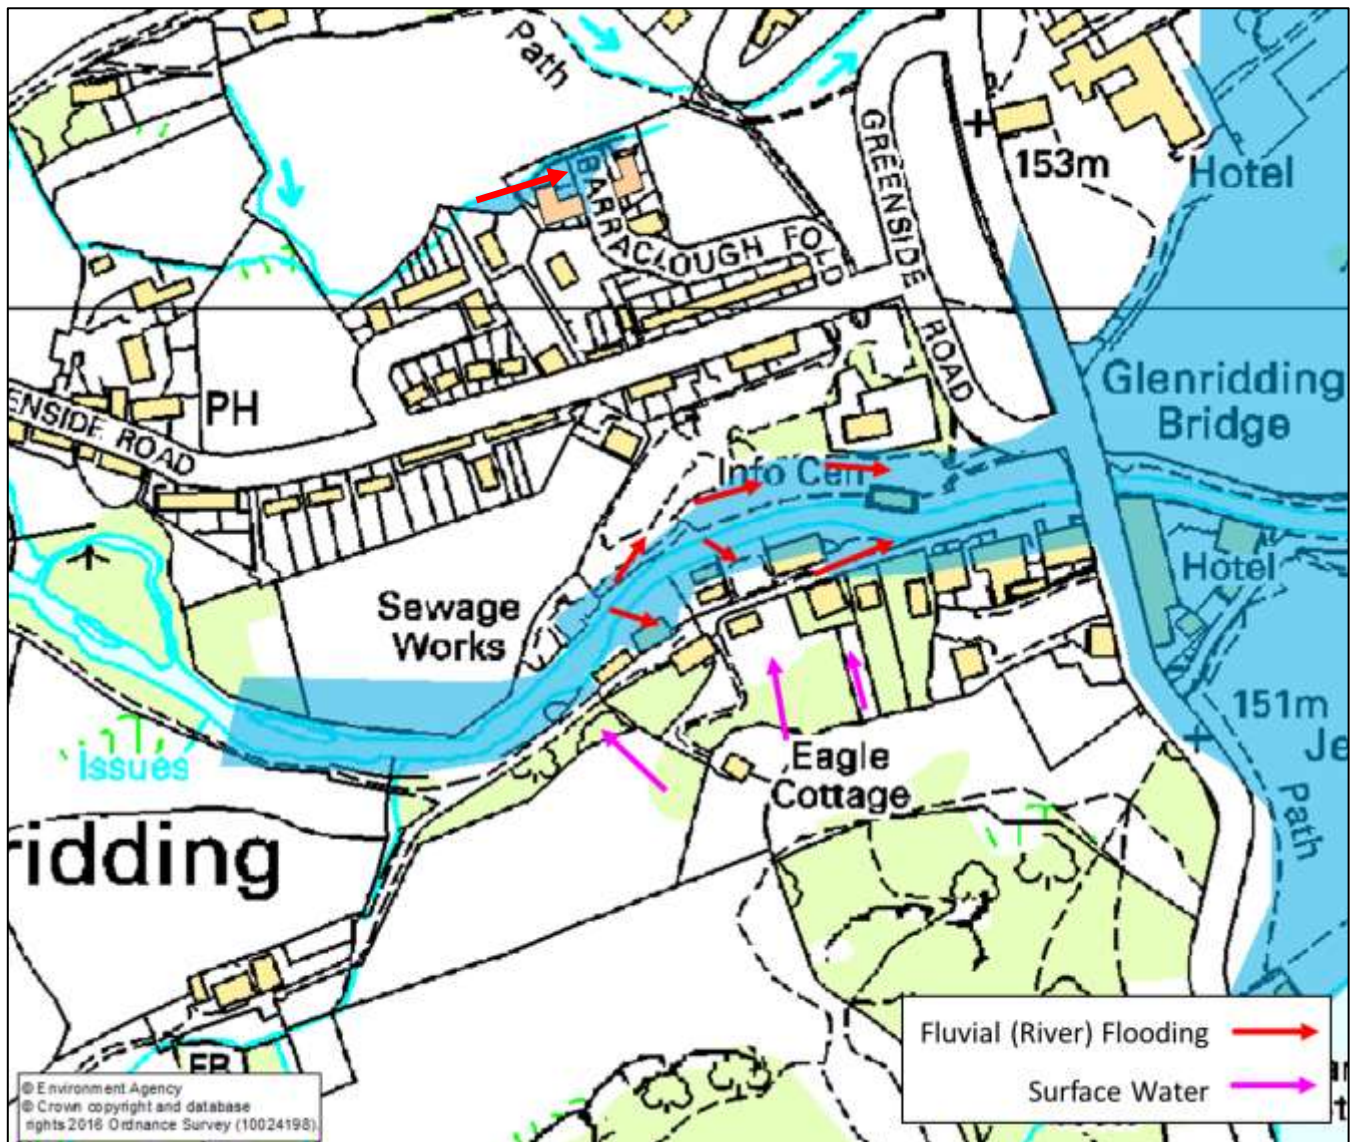 Path
GREENSIDE ROAD
153m
Hotel
BARRACLOUGH FOLD
Glenridding
Bridge
PH
ENSIDE ROAD
Info Cen
Hotel
Sewage
Works
151m
Je
Issues
Eagle
Cottage
Path
ridding
FB
Fluvial (River) Flooding
Surface Water
© Environment Agency
© Crown copyright and database
rights 2016 Ordnance Survey (10024198)